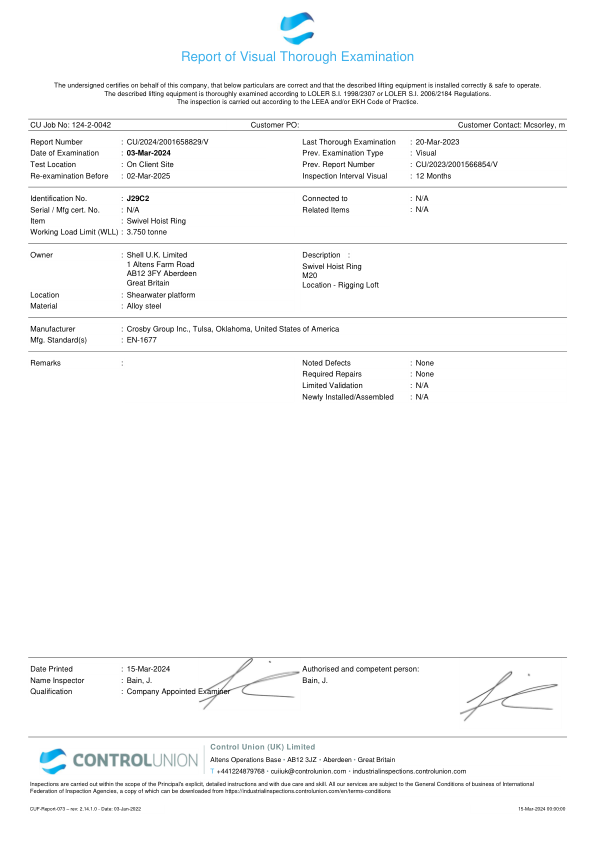 Report of Visual Thorough Examination
The undersigned certifies on behalf of this company, that below particulars are correct and that the described lifting equipment is installed correctly & safe to operate.
The described lifting equipment is thoroughly examined according to LOLER S.I. 1998/2307 or LOLER S.I. 2006/2184 Regulations.
The inspection is carried out according to the LEEA and/or EKH Code of Practice.
CU Job No: 124-2-0042 Customer PO: Customer Contact: Mcsorley, m
Report Number : CU/2024/2001658829/V Last Thorough Examination : 20-Mar-2023
Date of Examination : 03-Mar-2024 Prev. Examination Type : Visual
Test Location : On Client Site Prev. Report Number : CU/2023/2001566854/V
Re-examination Before : 02-Mar-2025 Inspection Interval Visual : 12 Months
Identification No. : J29C2 Connected to : N/A
Serial / Mfg cert. No. : N/A Related Items : N/A
Item : Swivel Hoist Ring
Working Load Limit (WLL) : 3.750 tonne
Owner : Shell U.K. Limited Description :
1 Altens Farm Road Swivel Hoist Ring
AB12 3FY Aberdeen M20
Great Britain Location - Rigging Loft
Location : Shearwater platform
Material : Alloy steel
Manufacturer : Crosby Group Inc., Tulsa, Oklahoma, United States of America
Mfg. Standard(s) : EN-1677
Remarks : Noted Defects : None
Required Repairs : None
Limited Validation : N/A
Newly Installed/Assembled : N/A
Date Printed : 15-Mar-2024 Authorised and competent person:
Name Inspector : Bain, J. Bain, J.
Qualification : Company Appointed Examiner
CONTROLUNION
Control Union (UK) Limited
Altens Operations Base · AB12 3JZ · Aberdeen · Great Britain
T +441224879768 · cuiiuk@controlunion.com · industrialinspections.controlunion.com
Inspections are carried out within the scope of the Principal's explicit, detailed instructions and with due care and skill. All our services are subject to the General Conditions of business of International
Federation of Inspection Agencies, a copy of which can be downloaded from https://industrialinspections.controlunion.com/en/terms-conditions
CUF-Report-073 – rev: 2.14.1.0 - Date: 03-Jun-2022 15-Mar-2024 00:00:00